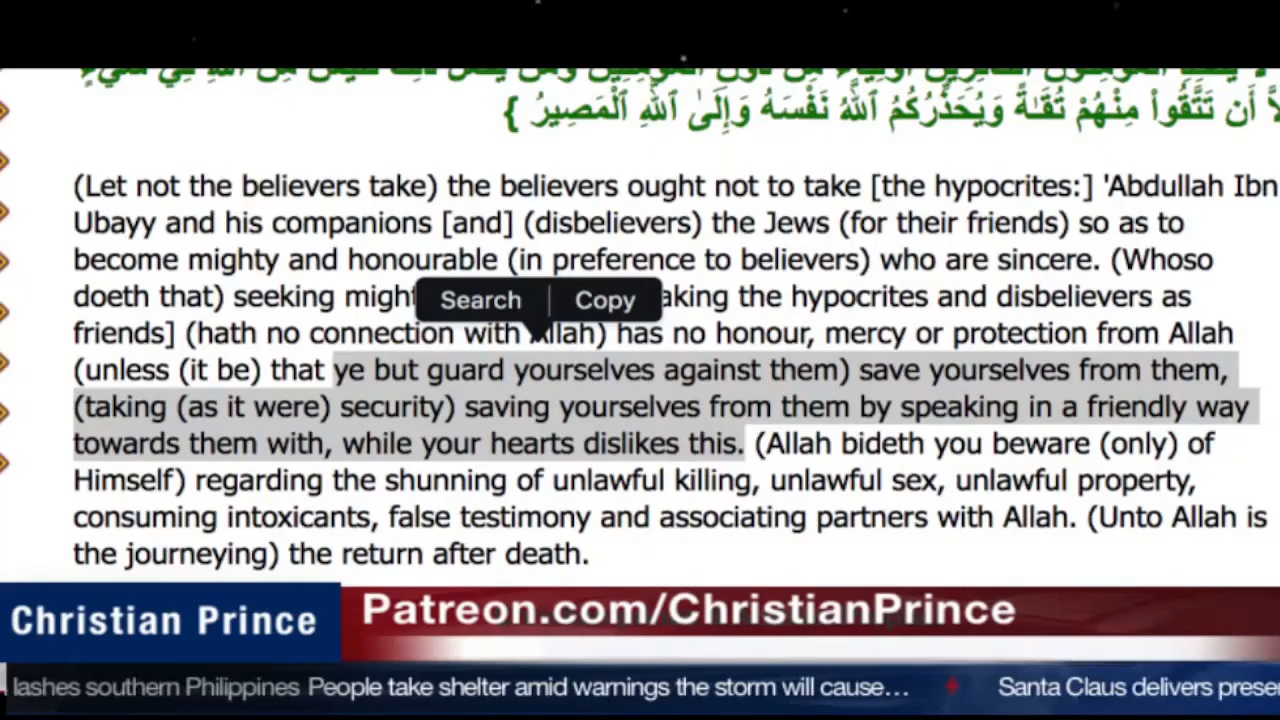 لَّا أَن تَتَّقُواْ مِنْهُمْ تُقَـٰةً وَيُحَذِّرُكُمُ ٱللَّهُ نَفْسَهُ وَإِلَىٰ ٱللَّهِ ٱلْمَصِيرُ }
(Let not the believers take) the believers ought not to take [the hypocrites:] 'Abdullah Ibn
Ubayy and his companions [and] (disbelievers) the Jews (for their friends) so as to
become mighty and honourable (in preference to believers) who are sincere. (Whoso
doeth that) seeking might aking the hypocrites and disbelievers as
Search | Copy
friends] (hath no connection with Allah) has no honour, mercy or protection from Allah
(unless (it be) that ye but guard yourselves against them) save yourselves from them,
(taking (as it were) security) saving yourselves from them by speaking in a friendly way
towards them with, while your hearts dislikes this. (Allah bideth you beware (only) of
Himself) regarding the shunning of unlawful killing, unlawful sex, unlawful property,
consuming intoxicants, false testimony and associating partners with Allah. (Unto Allah is
the journeying) the return after death.
Christian Prince
Patreon.com/ChristianPrince
lashes southern Philippines People take shelter amid warnings the storm will cause... Santa Claus delivers prese